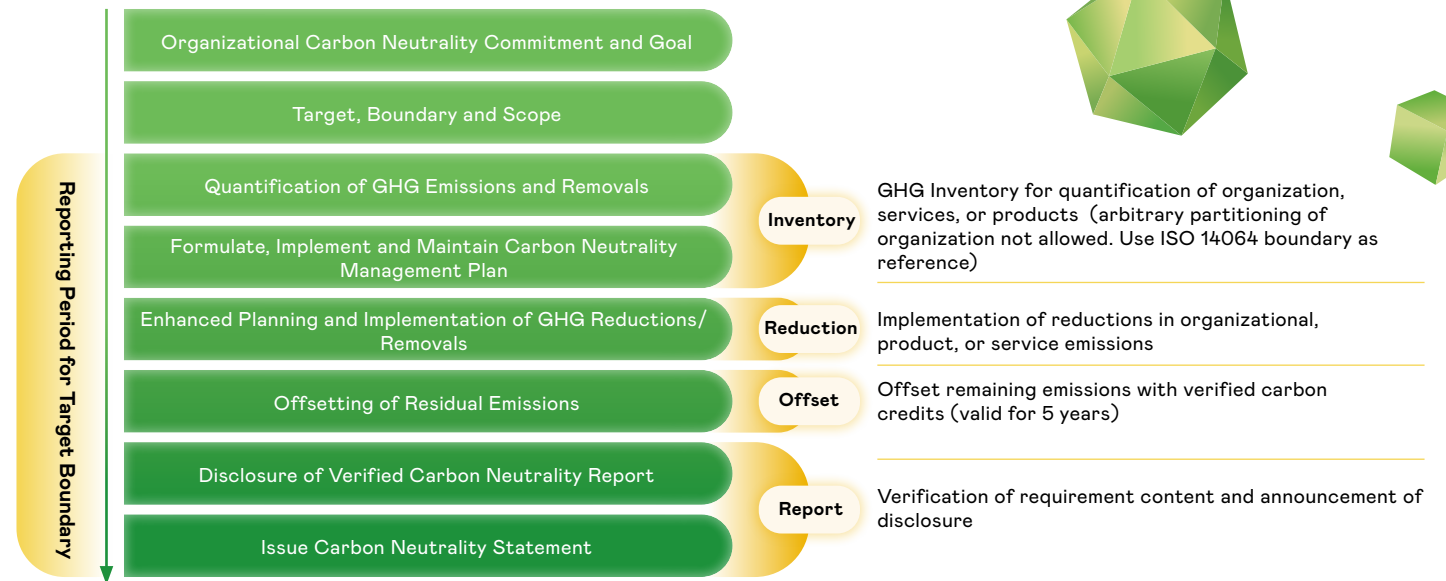 Organizational Carbon Neutrality Commitment and Goal
Target, Boundary and Scope
Reporting Period for Target Boundary
Quantification of GHG Emissions and Removals
Formulate, Implement and Maintain Carbon Neutrality
Management Plan
Inventory
GHG Inventory for quantification of organization,
services, or products (arbitrary partitioning of
organization not allowed. Use ISO 14064 boundary as
reference)
Enhanced Planning and Implementation of GHG Reductions/
Removals
Reduction
Implementation of reductions in organizational,
product, or service emissions
Offsetting of Residual Emissions
Offset
Offset remaining emissions with verified carbon
credits (valid for 5 years)
Disclosure of Verified Carbon Neutrality Report
Issue Carbon Neutrality Statement
Report
Verification of requirement content and announcement of
disclosure